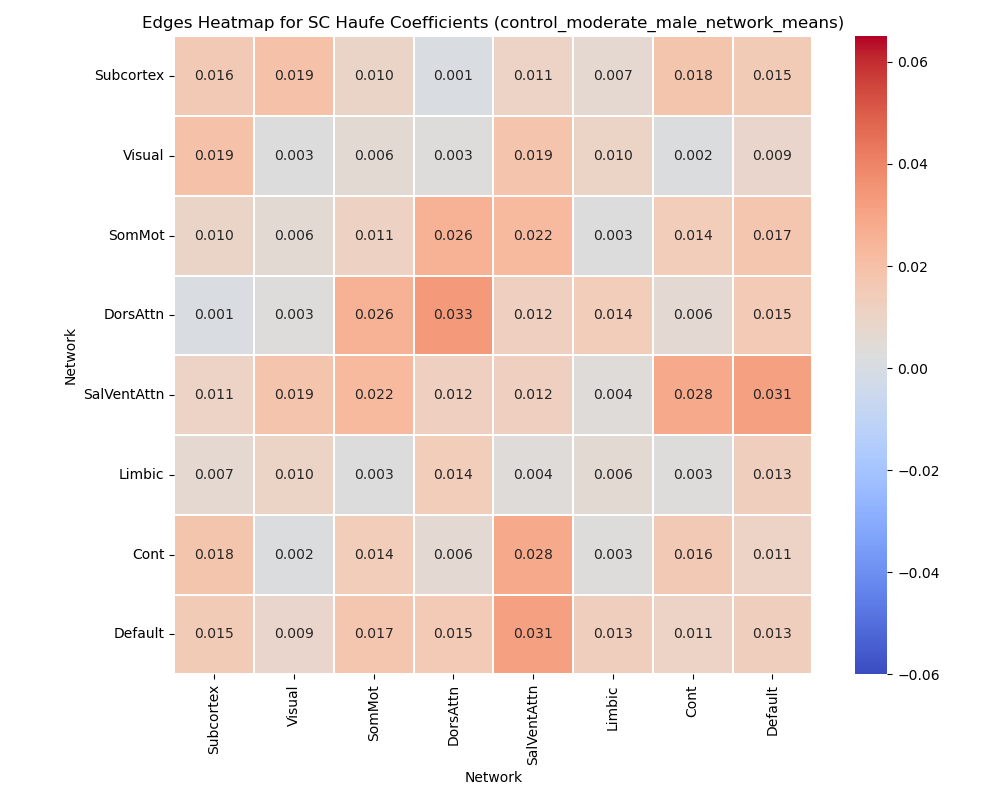 Edges Heatmap for SC Haufe Coefficients (control_moderate_male_network_means)
Subcortex 0.016 0.019 0.010 0.001 0.011 0.007 0.018 0.015
Visual 0.019 0.003 0.006 0.003 0.019 0.010 0.002 0.009
SomMot 0.010 0.006 0.011 0.026 0.022 0.003 0.014 0.017
DorsAttn 0.001 0.003 0.026 0.033 0.012 0.014 0.006 0.015
SalVentAttn 0.011 0.019 0.022 0.012 0.012 0.004 0.028 0.031
Limbic 0.007 0.010 0.003 0.014 0.004 0.006 0.003 0.013
Cont 0.018 0.002 0.014 0.006 0.028 0.003 0.016 0.011
Default 0.015 0.009 0.017 0.015 0.031 0.013 0.011 0.013
Network
Subcortex Visual SomMot DorsAttn SalVentAttn Limbic Cont Default
Network
0.06
0.04
0.02
0.00
−0.02
−0.04
−0.06